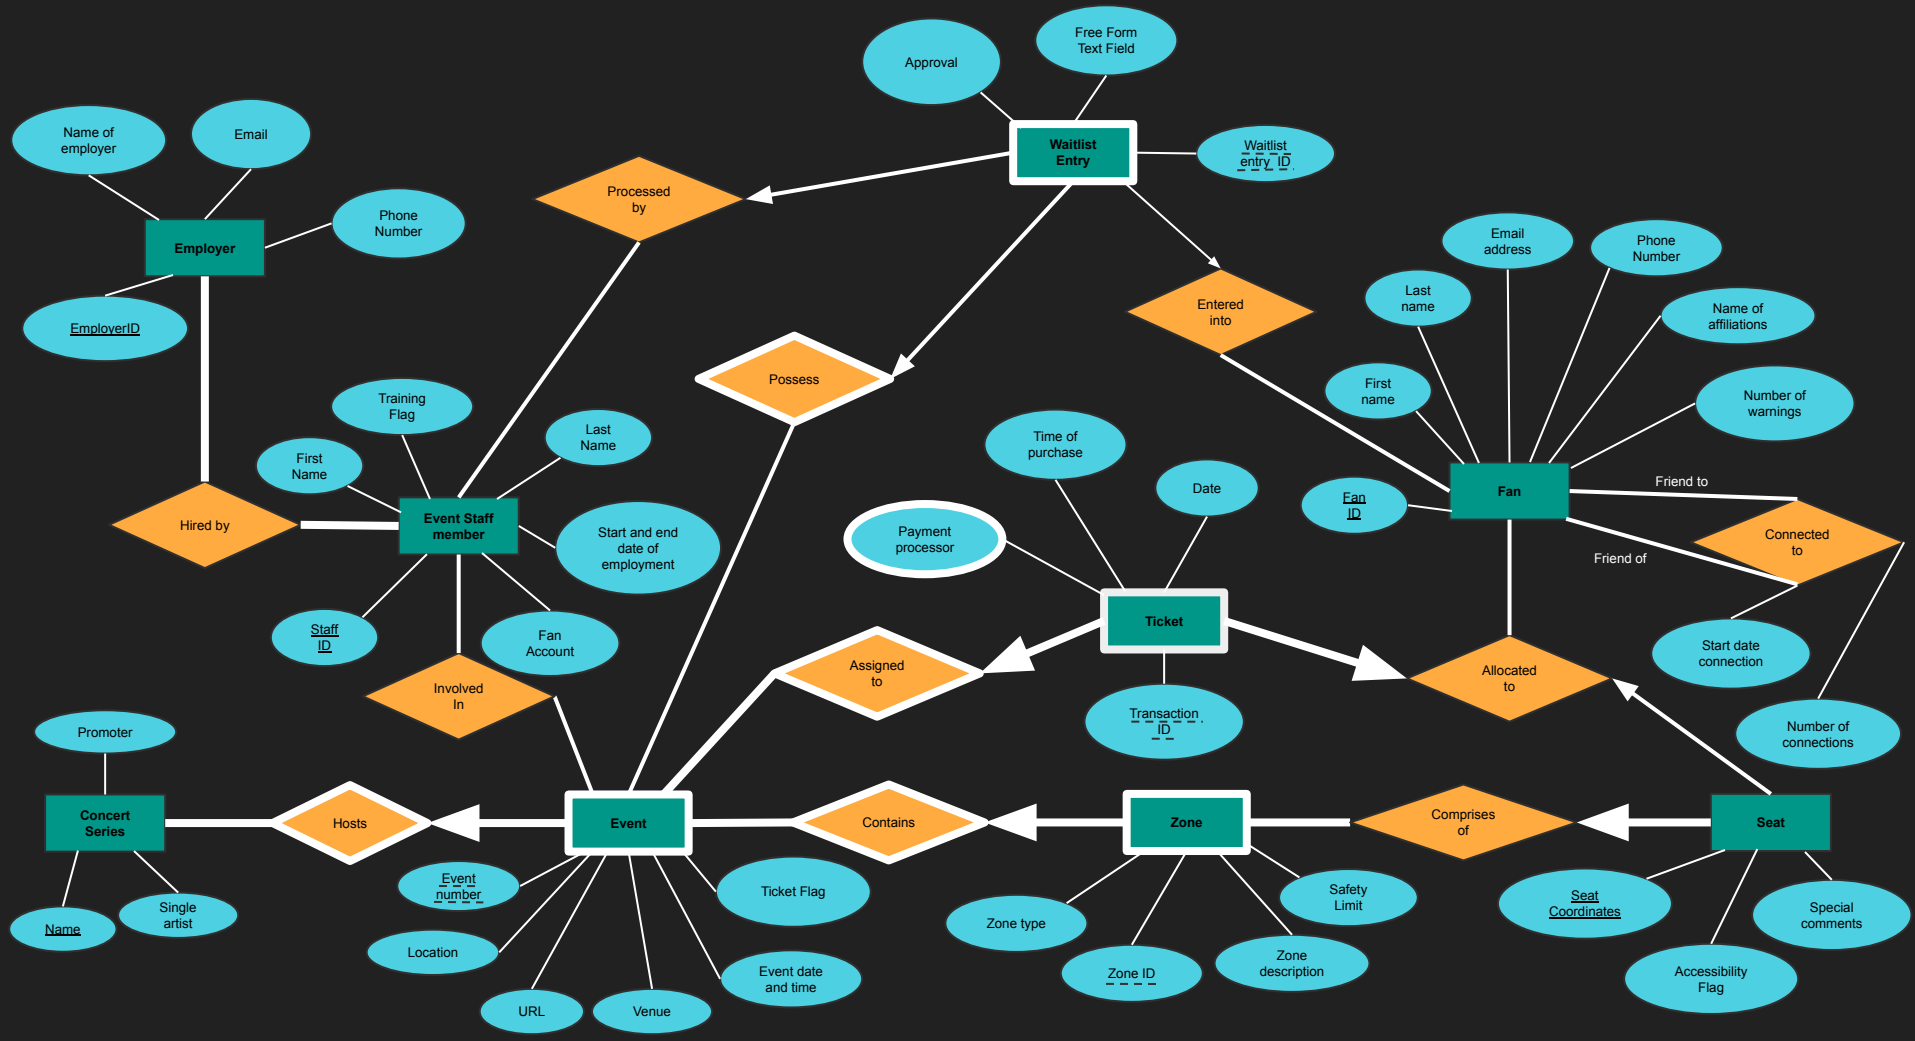 Free Form
Text Field
Approval
Name of
employer
Email
Waitlist
Entry
Waitlist
entry_ID
Processed
by
Phone
Number
Employer
Email
address
Phone
Number
Last
name
Entered
into
Name of
affiliations
EmployerID
Possess
First
name
Number of
warnings
Training
Flag
Last
Name
Time of
purchase
First
Name
Date
Fan
ID
Fan
Friend to
Hired by
Event Staff
member
Start and end
date of
employment
Payment
processor
Connected
to
Friend of
Staff
ID
Fan
Account
Ticket
Start date
connection
Involved
In
Assigned
to
Allocated
to
Transaction
ID
Number of
connections
Promoter
Concert
Series
Hosts
Event
Contains
Zone
Comprises
of
Seat
Event
number
Ticket Flag
Safety
Limit
Seat
Coordinates
Special
comments
Name
Single
artist
Zone type
Location
Event date
and time
Zone ID
Zone
description
Accessibility
Flag
URL
Venue